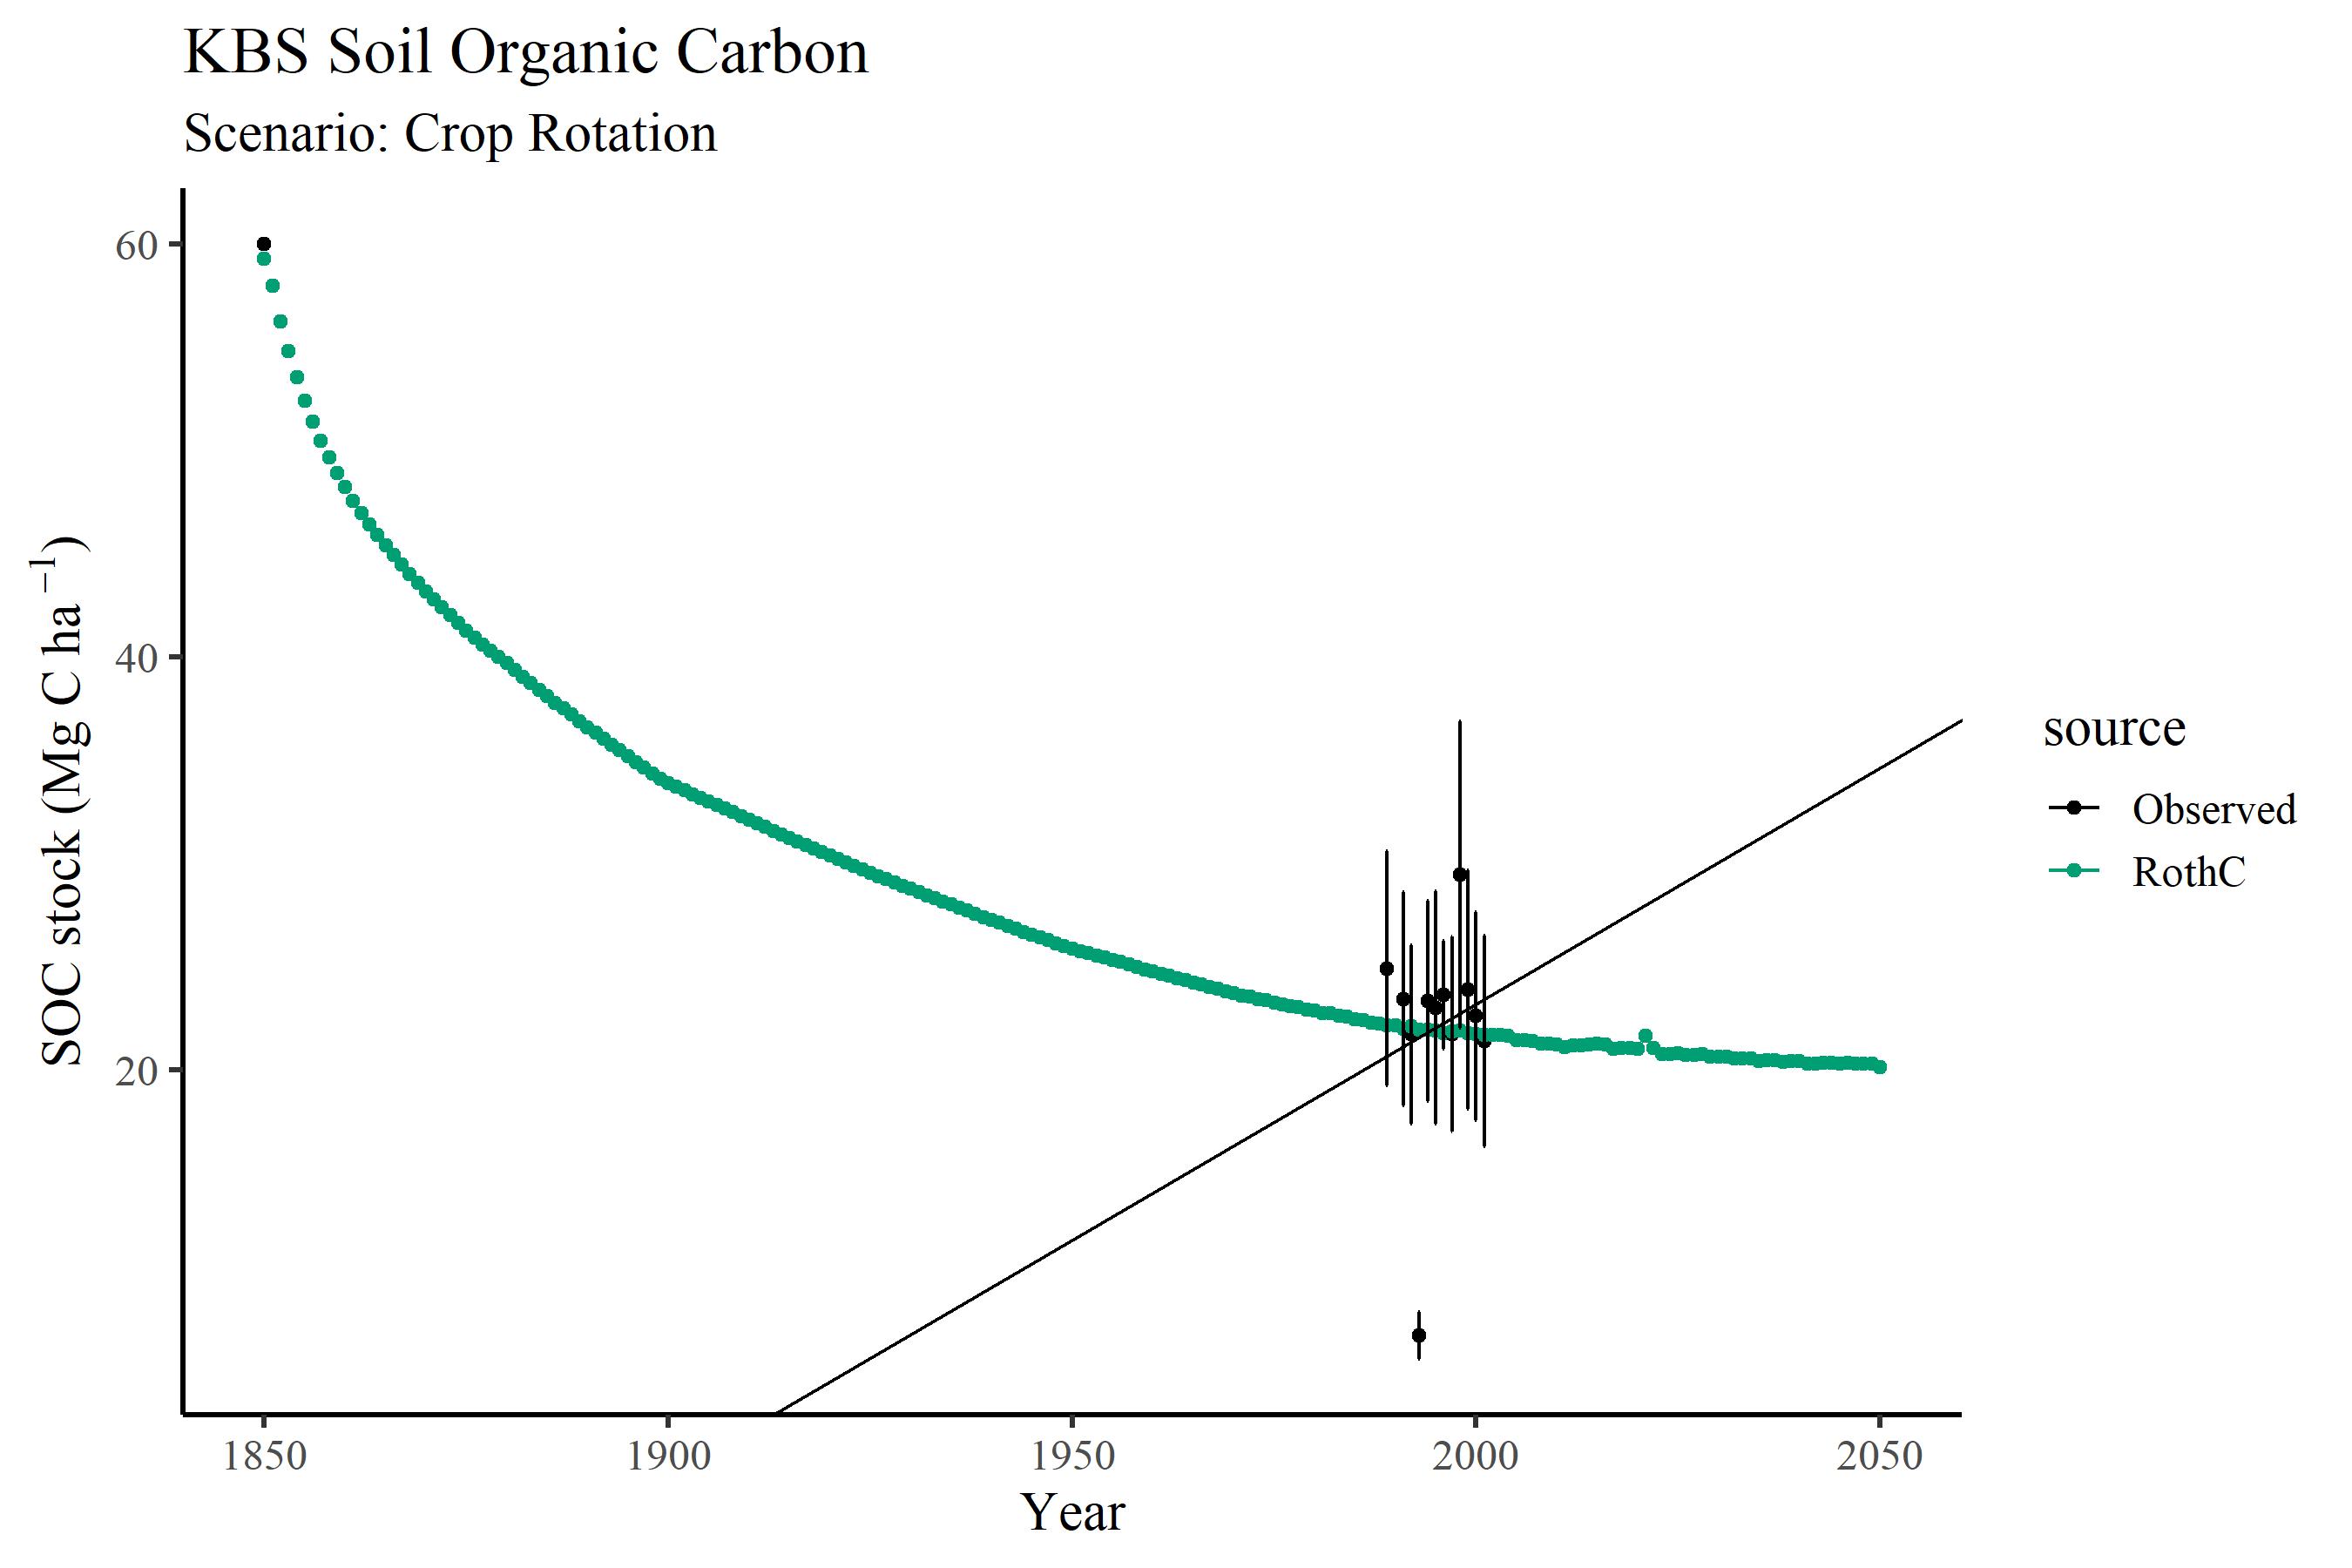 KBS Soil Organic Carbon
Scenario: Crop Rotation
SOC stock (Mg C ha⁻¹)
60
40
20
1850
1900
1950
2000
2050
Year
source
Observed
RothC